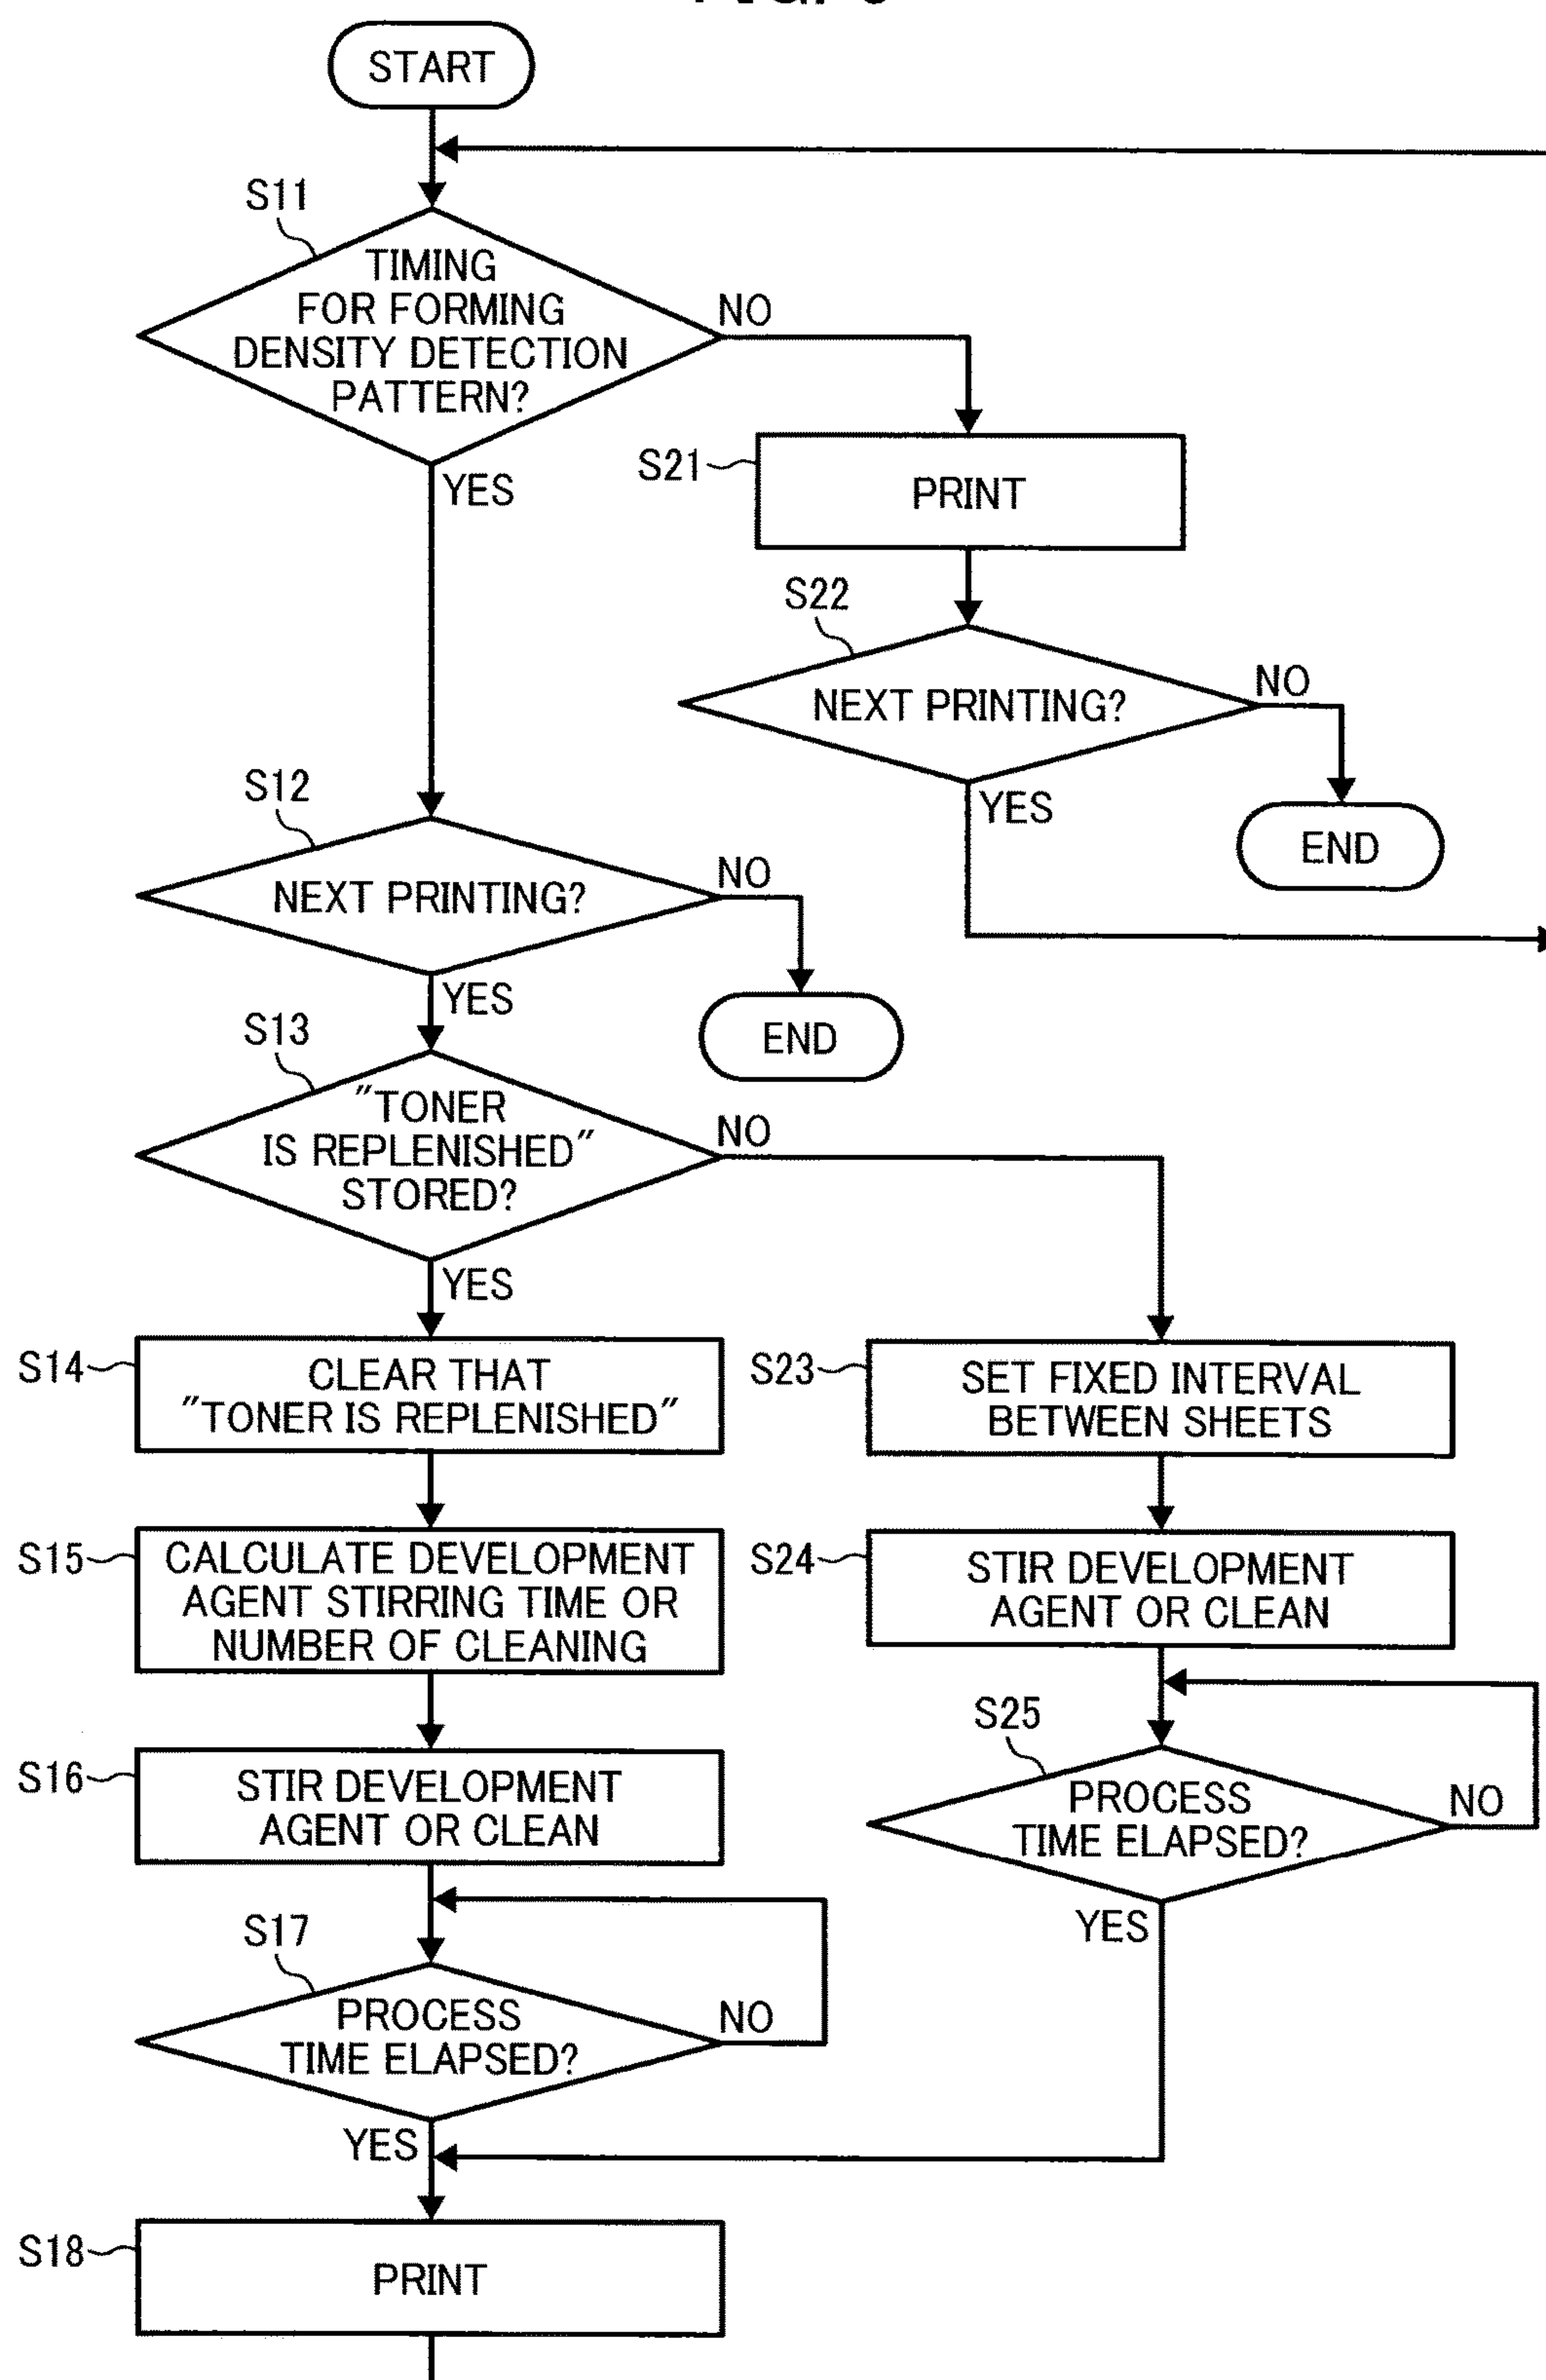 START
S11
TIMING
FOR FORMING
DENSITY DETECTION
PATTERN?
NO
YES
S21
PRINT
S22
NEXT PRINTING?
NO
YES
END
S12
NEXT PRINTING?
NO
YES
END
S13
"TONER
IS REPLENISHED"
STORED?
NO
YES
S14
CLEAR THAT
"TONER IS REPLENISHED"
S23
SET FIXED INTERVAL
BETWEEN SHEETS
S15
CALCULATE DEVELOPMENT
AGENT STIRRING TIME OR
NUMBER OF CLEANING
S24
STIR DEVELOPMENT
AGENT OR CLEAN
S16
STIR DEVELOPMENT
AGENT OR CLEAN
S25
PROCESS
TIME ELAPSED?
NO
YES
S17
PROCESS
TIME ELAPSED?
NO
YES
S18
PRINT